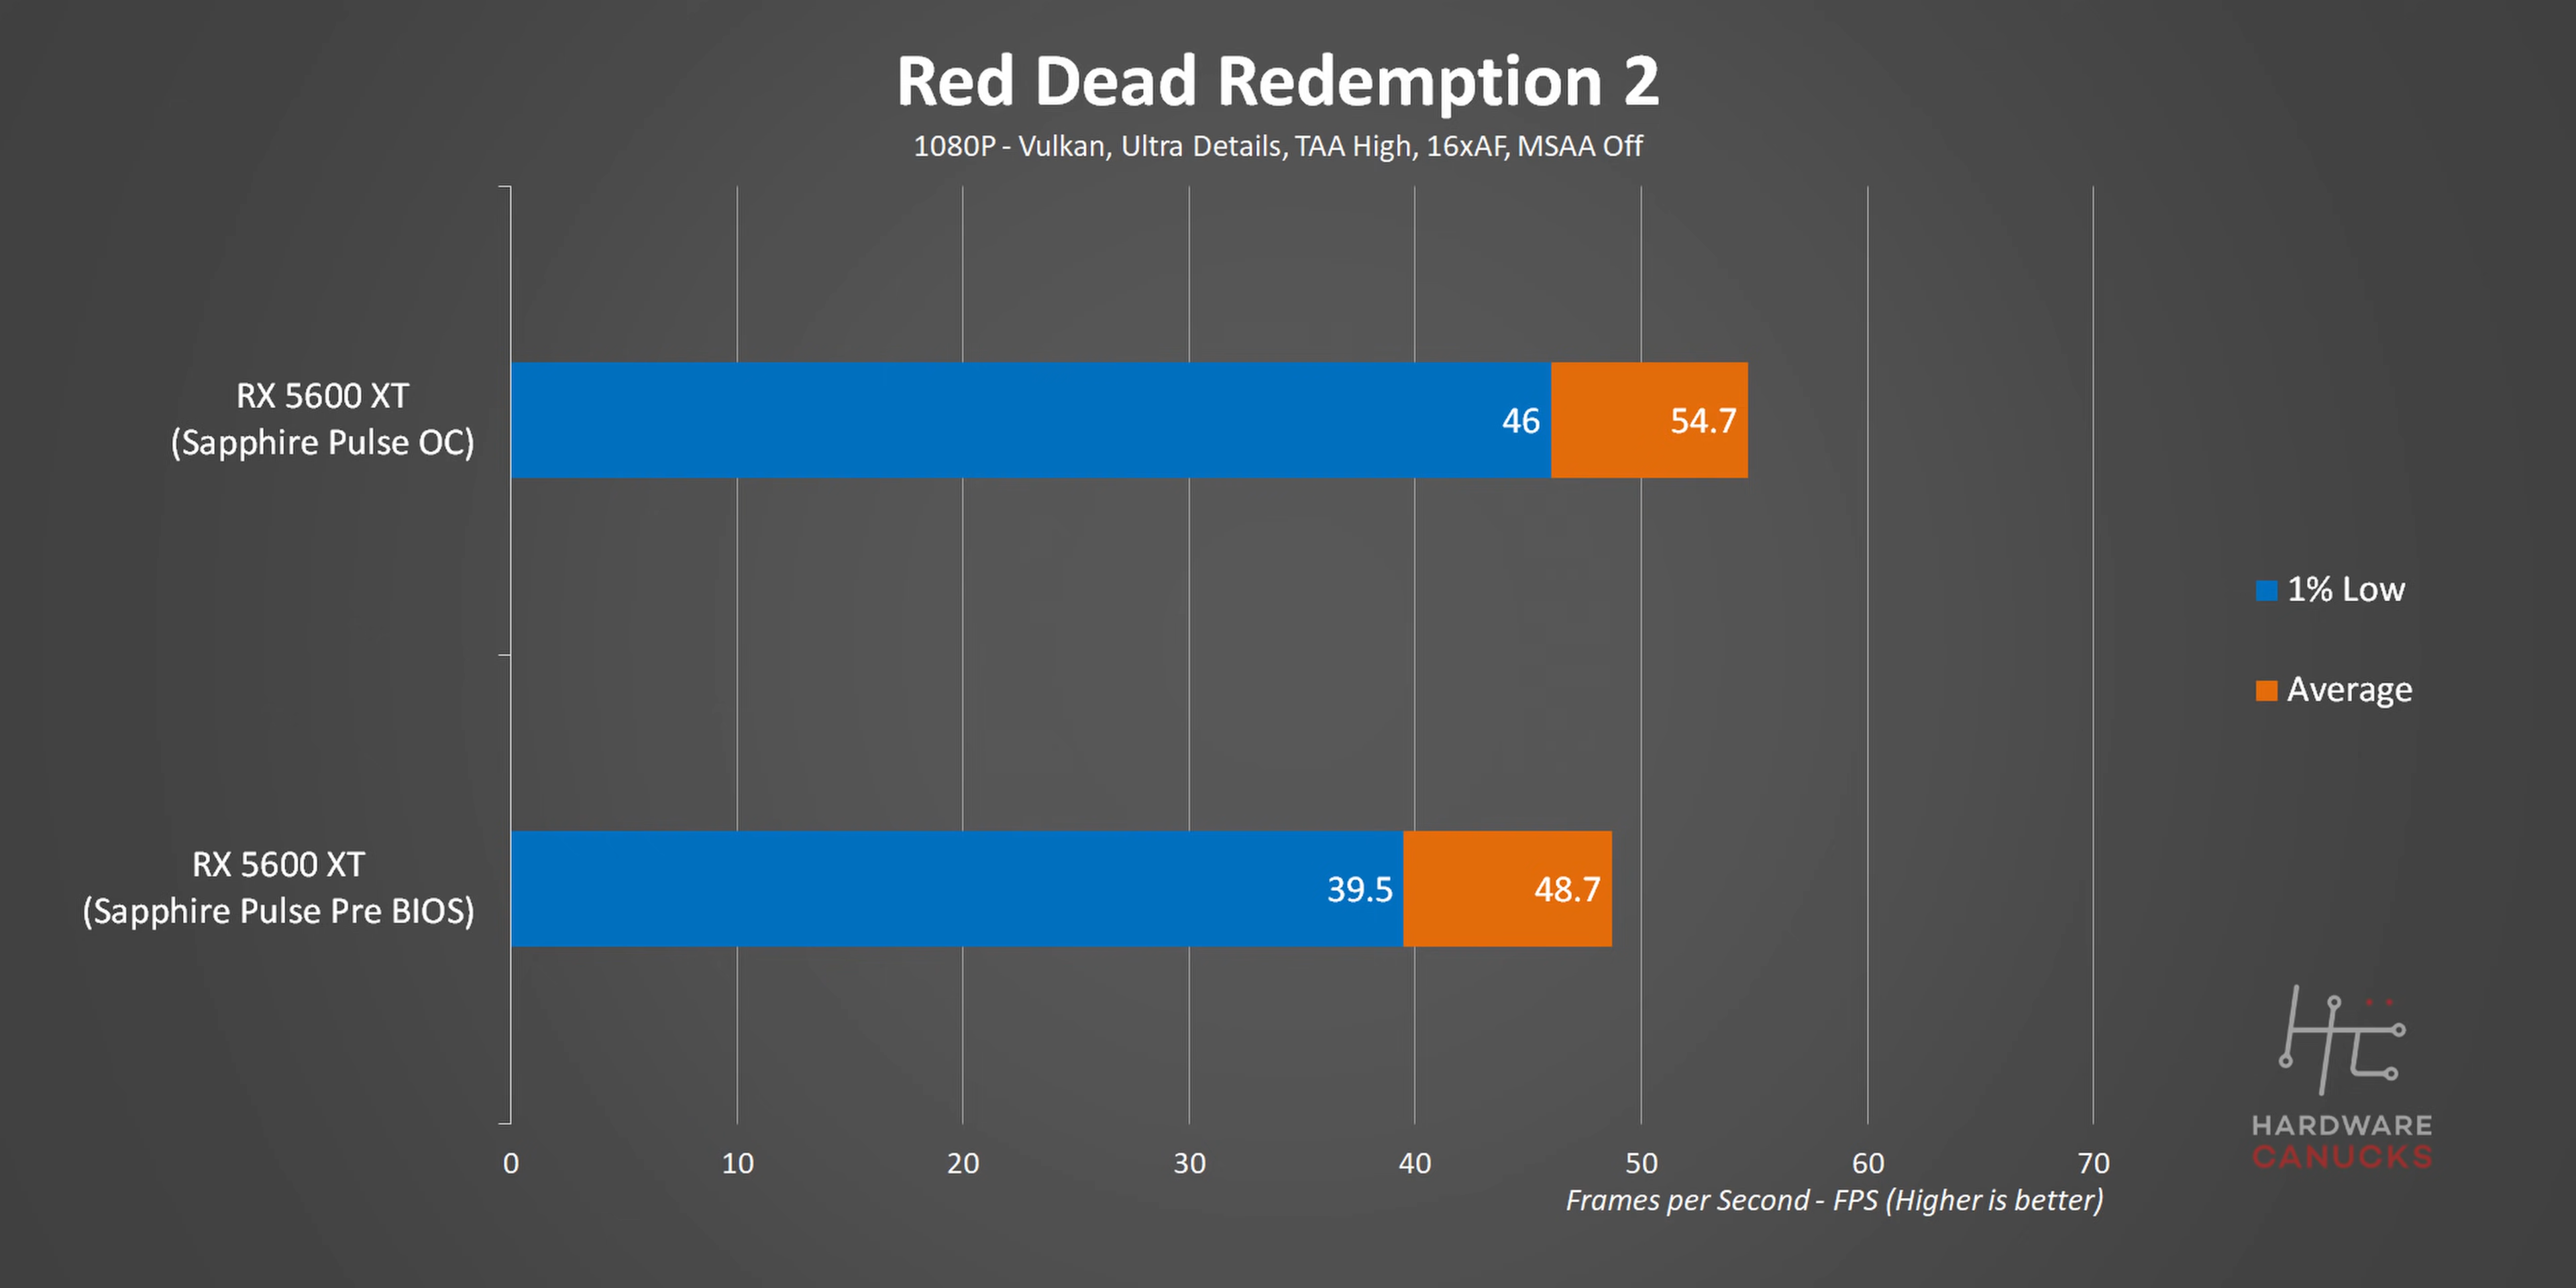 Red Dead Redemption 2
1080P - Vulkan, Ultra Details, TAA High, 16xAF, MSAA Off
RX 5600 XT
(Sapphire Pulse OC)
46
54.7
1% Low
Average
RX 5600 XT
(Sapphire Pulse Pre BIOS)
39.5
48.7
0
10
20
30
40
50
60
70
Frames per Second - FPS (Higher is better)
HARDWARE
CANUCKS